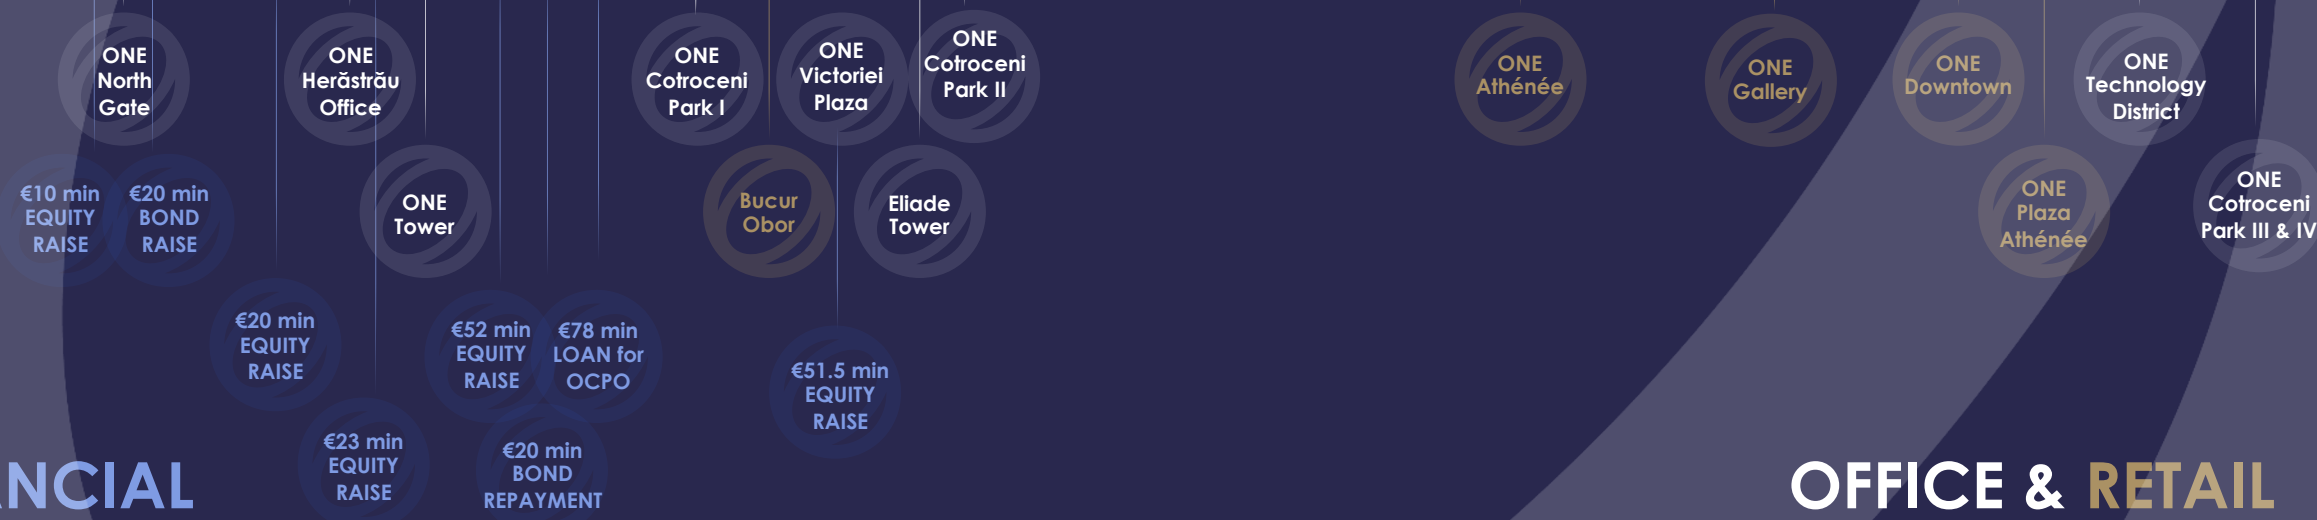 ONE
North
Gate
ONE
Herăstrău
Office
ONE
Cotroceni
Park I
ONE
Victoriei
Plaza
ONE
Cotroceni
Park II
ONE
Athénée
ONE
Gallery
ONE
Downtown
ONE
Technology
District
€10 mln
EQUITY
RAISE
€20 mln
BOND
RAISE
ONE
Tower
Bucur
Obor
Eliade
Tower
ONE
Plaza
Athénée
ONE
Cotroceni
Park III & IV
€20 mln
EQUITY
RAISE
€52 mln
EQUITY
RAISE
€78 mln
LOAN for
OCPO
€51.5 mln
EQUITY
RAISE
€23 mln
EQUITY
RAISE
€20 mln
BOND
REPAYMENT
NCIAL
OFFICE & RETAIL